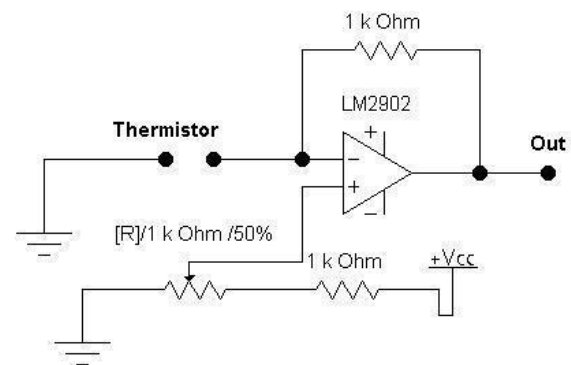 1 k Ohm
LM2902
Thermistor
Out
+
−
+
−
[R]/1 k Ohm /50%
1 k Ohm
+Vcc